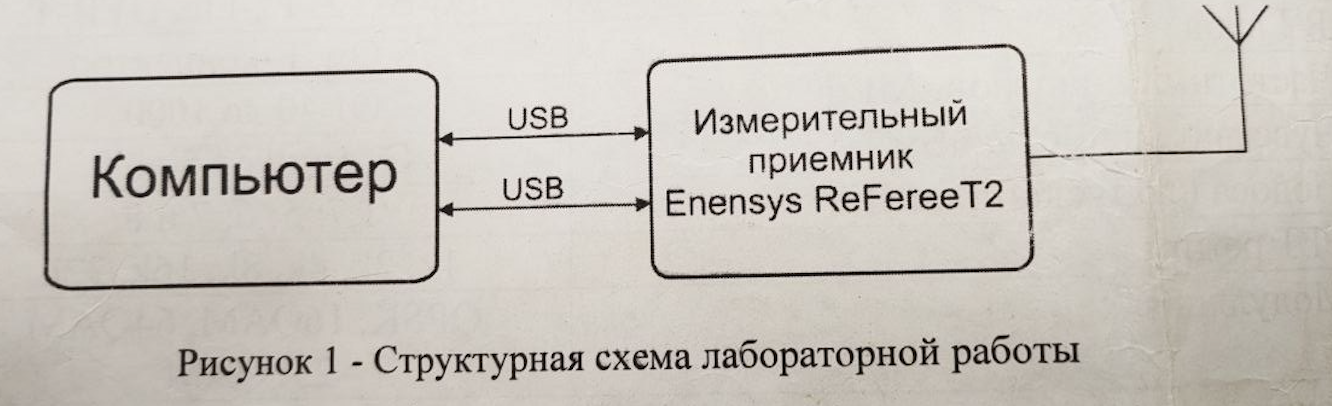 Компьютер
USB
USB
Измерительный
приемник
Enensys ReFereeT2
Рисунок 1 - Структурная схема лабораторной работы